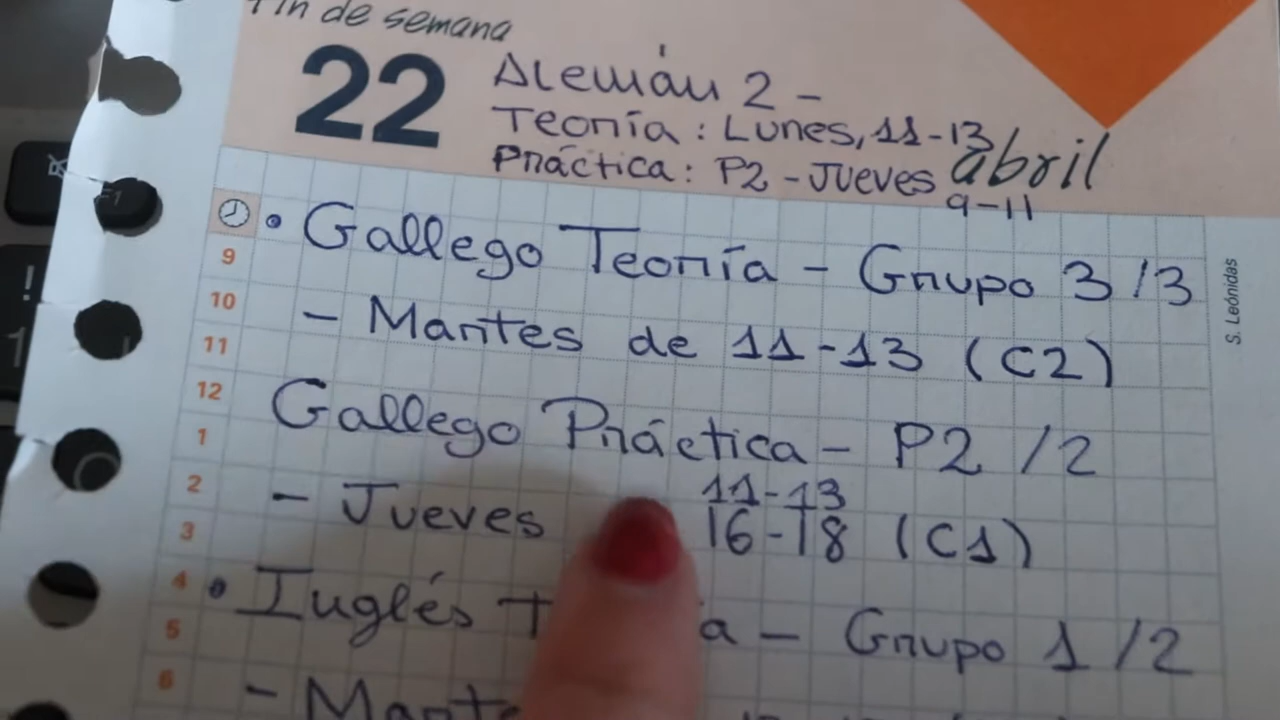 Fin de semana
22
Alemán 2 -
Teoría : Lunes, 11-13
Práctica : P2 - Jueves
9-11
abril
• Gallego Teoría - Grupo 3/3
- Martes de 11-13 (C2)
Gallego Práctica - P2 /2
11-13
- Jueves 16-18 (C1)
• Inglés
a - Grupo 1/2
9
10
11
12
1
2
3
4
5
6
S. Leónidas
F7
!
1